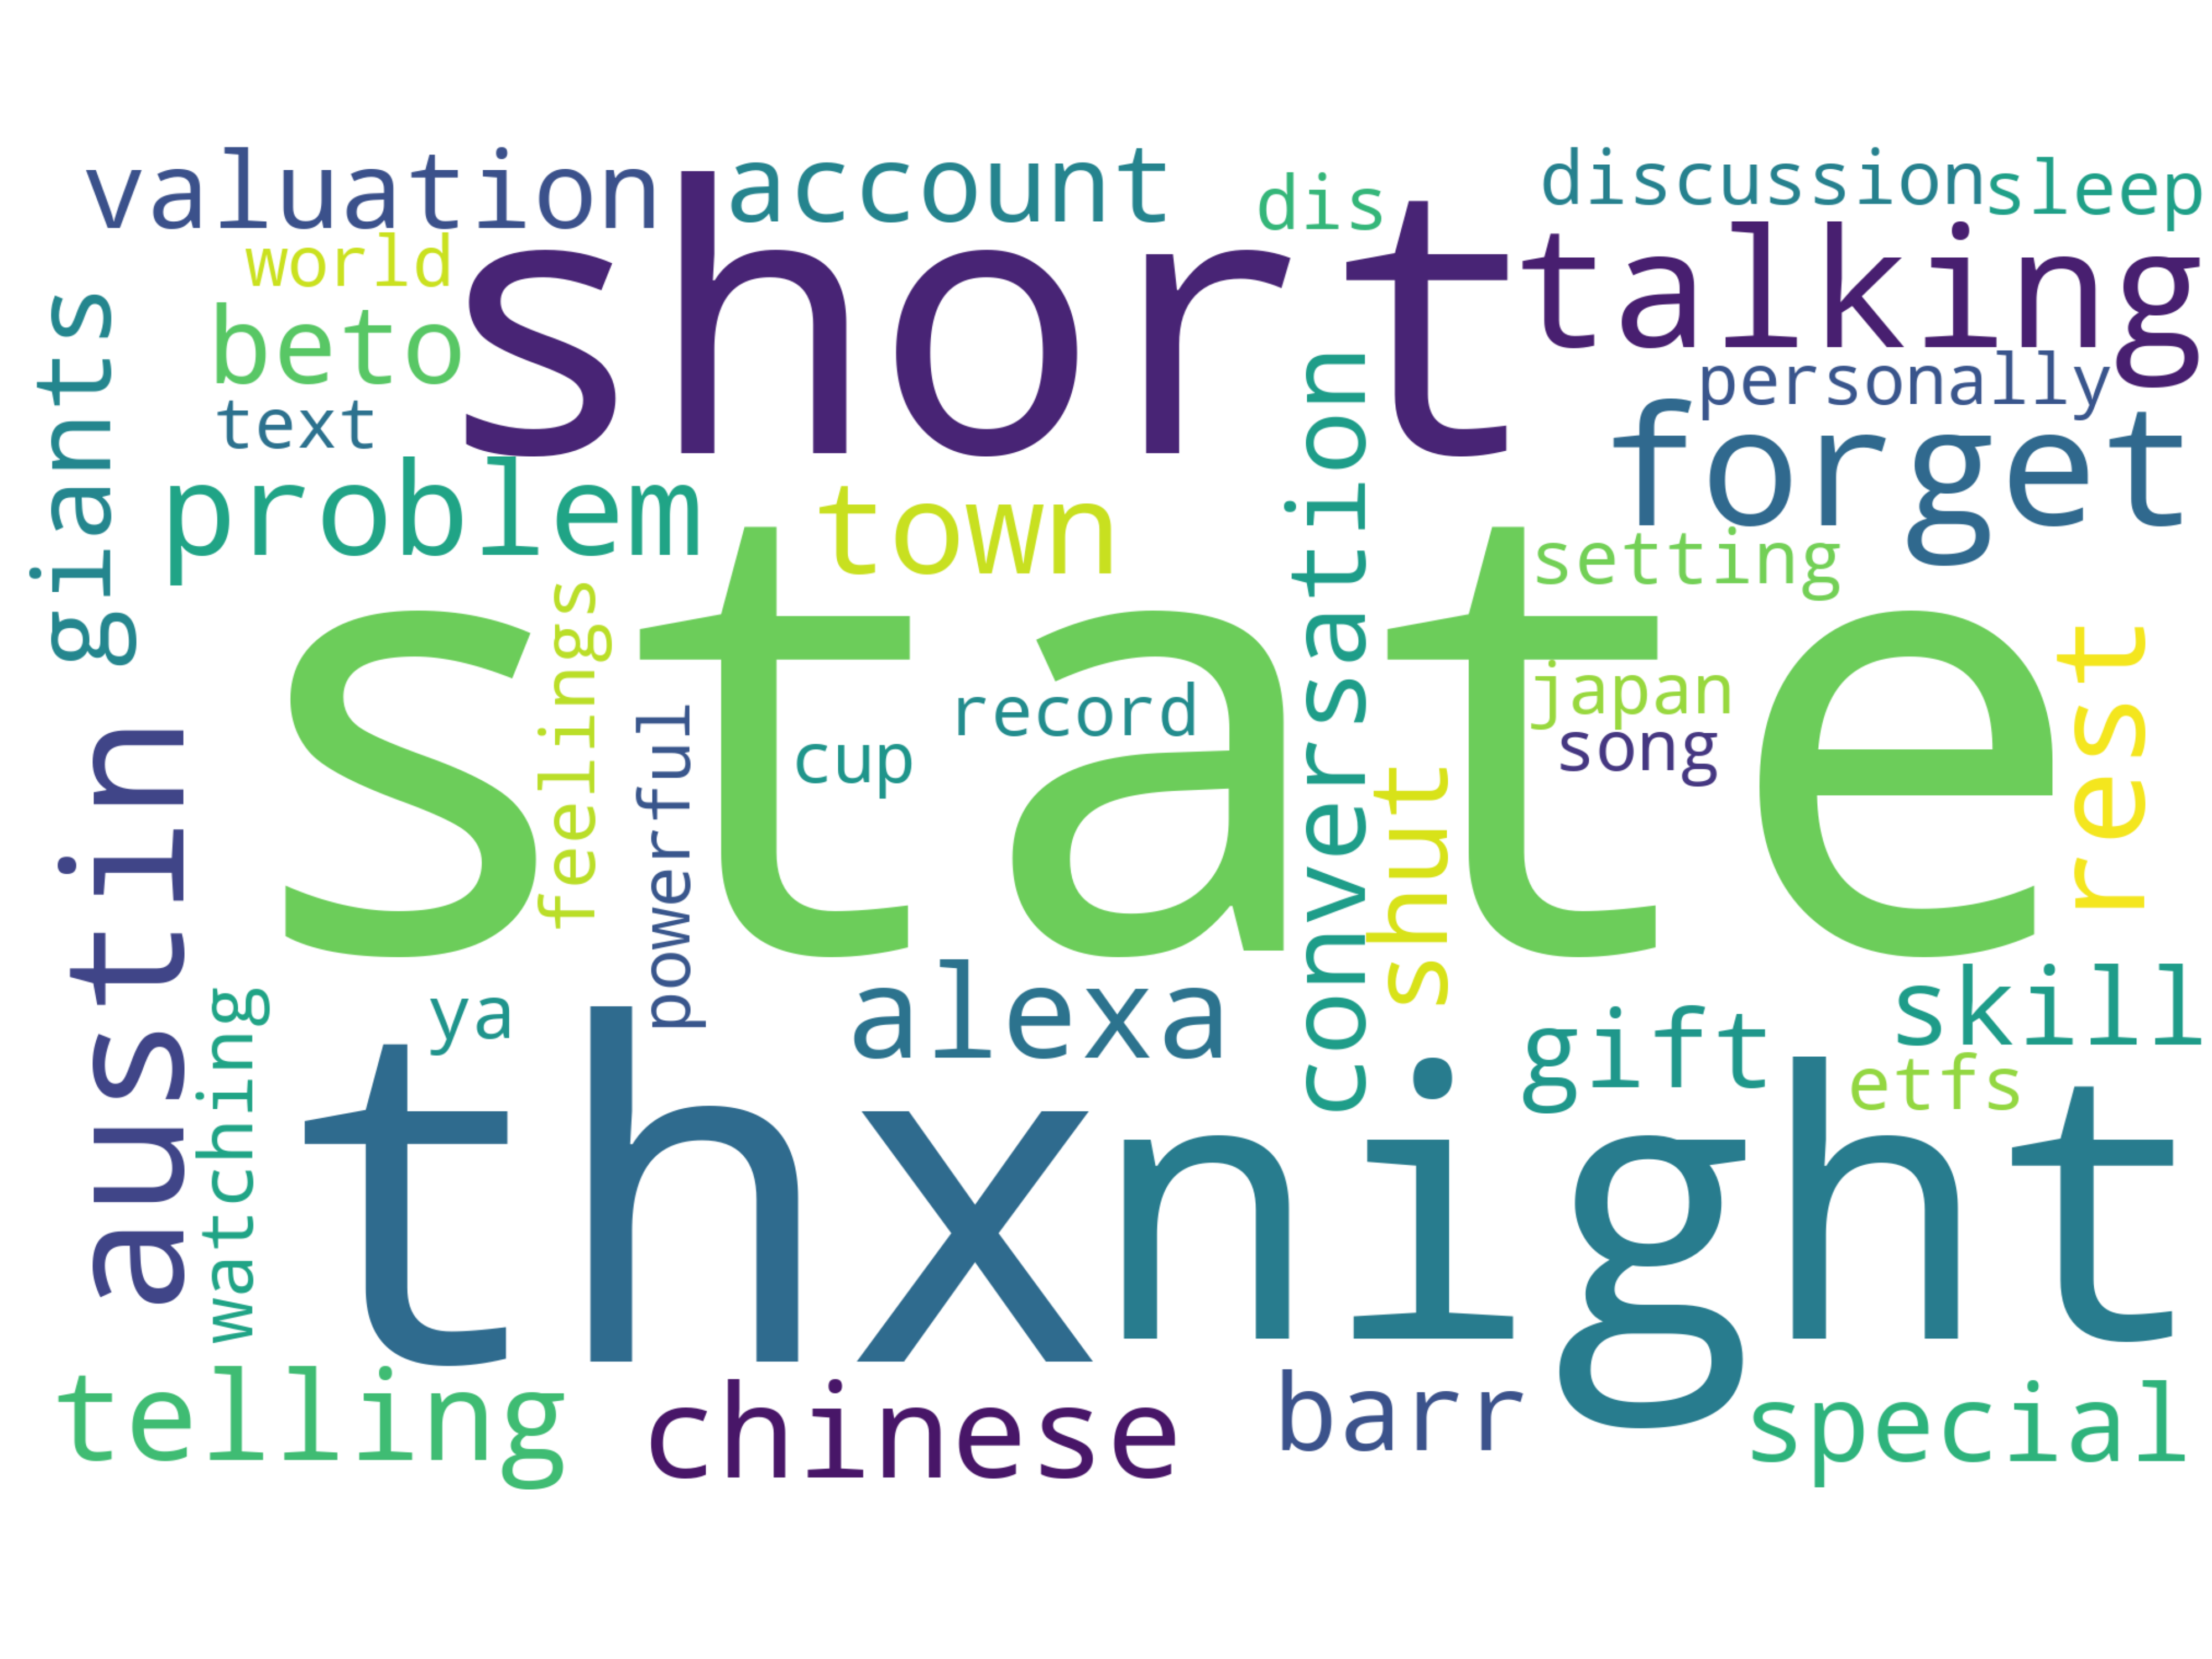 valuation
account
dis
discussion
sleep
world
short
talking
giants
beto
personally
text
forget
problem
town
conversation
setting
state
feelings
record
japan
rest
powerful
cup
song
shut
austin
alexa
skill
ya
gift
etfs
watching
thx
night
telling
chinese
barr
special